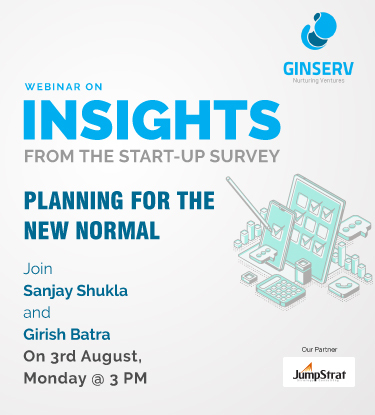 GINSERV
Nurturing Ventures
WEBINAR ON
INSIGHTS
FROM THE START-UP SURVEY
PLANNING FOR THE
NEW NORMAL
Join
Sanjay Shukla
and
Girish Batra
On 3rd August,
Monday @ 3 PM
Our Partner
JumpStrat